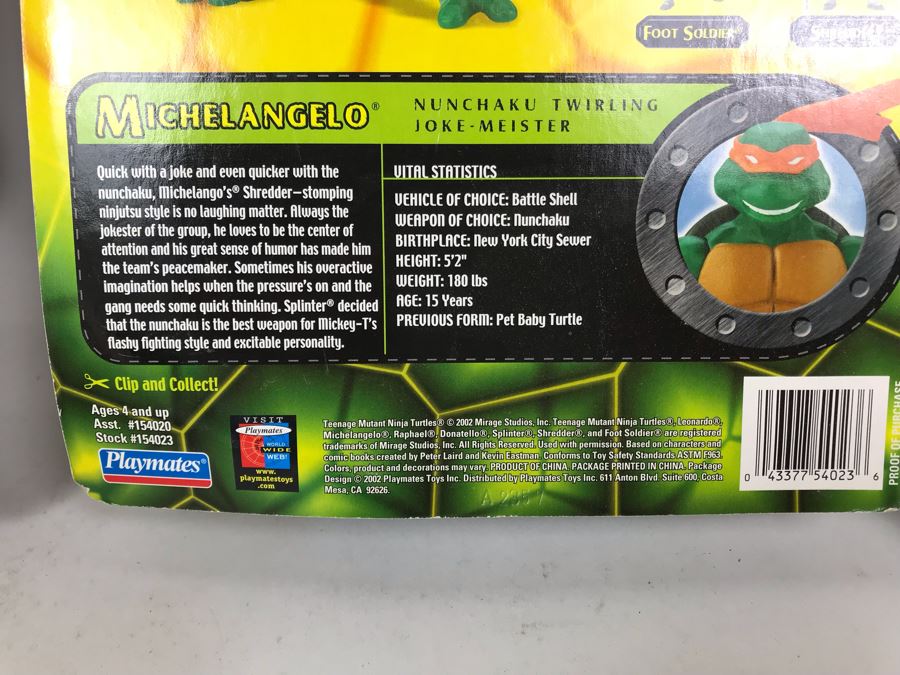 FOOT SOLDIER®
SHREDDER
MICHELANGELO®
NUNCHAKU TWIRLING
JOKE-MEISTER
Quick with a joke and even quicker with the
nunchaku, Michelango's® Shredder-stomping
ninjutsu style is no laughing matter. Always the
jokester of the group, he loves to be the center of
attention and his great sense of humor has made him
the team's peacemaker. Sometimes his overactive
imagination helps when the pressure's on and the
gang needs some quick thinking. Splinter® decided
that the nunchaku is the best weapon for Mickey-T's
flashy fighting style and excitable personality.
VITAL STATISTICS
VEHICLE OF CHOICE: Battle Shell
WEAPON OF CHOICE: Nunchaku
BIRTHPLACE: New York City Sewer
HEIGHT: 5'2"
WEIGHT: 180 lbs
AGE: 15 Years
PREVIOUS FORM: Pet Baby Turtle
Clip and Collect!
Ages 4 and up
Asst. #154020
Stock #154023
Playmates®
VISIT
Playmates
WORLD
WIDE
WEB!
www.
playmatestoys
.com
Teenage Mutant Ninja Turtles® © 2002 Mirage Studios, Inc. Teenage Mutant Ninja Turtles®, Leonardo®,
Michelangelo®, Raphael®, Donatello®, Splinter®, Shredder®, and Foot Soldier® are registered
trademarks of Mirage Studios, Inc. All Rights Reserved. Used with permission. Based on characters and
comic books created by Peter Laird and Kevin Eastman. Conforms to Toy Safety Standards ASTM F963.
Colors, product and decorations may vary. PRODUCT OF CHINA. PACKAGE PRINTED IN CHINA. Package
Design © 2002 Playmates Toys Inc. Distributed by Playmates Toys Inc. 611 Anton Blvd. Suite 600, Costa
Mesa, CA 92626.
0 43377 54023 6
PROOF OF PURCHASE